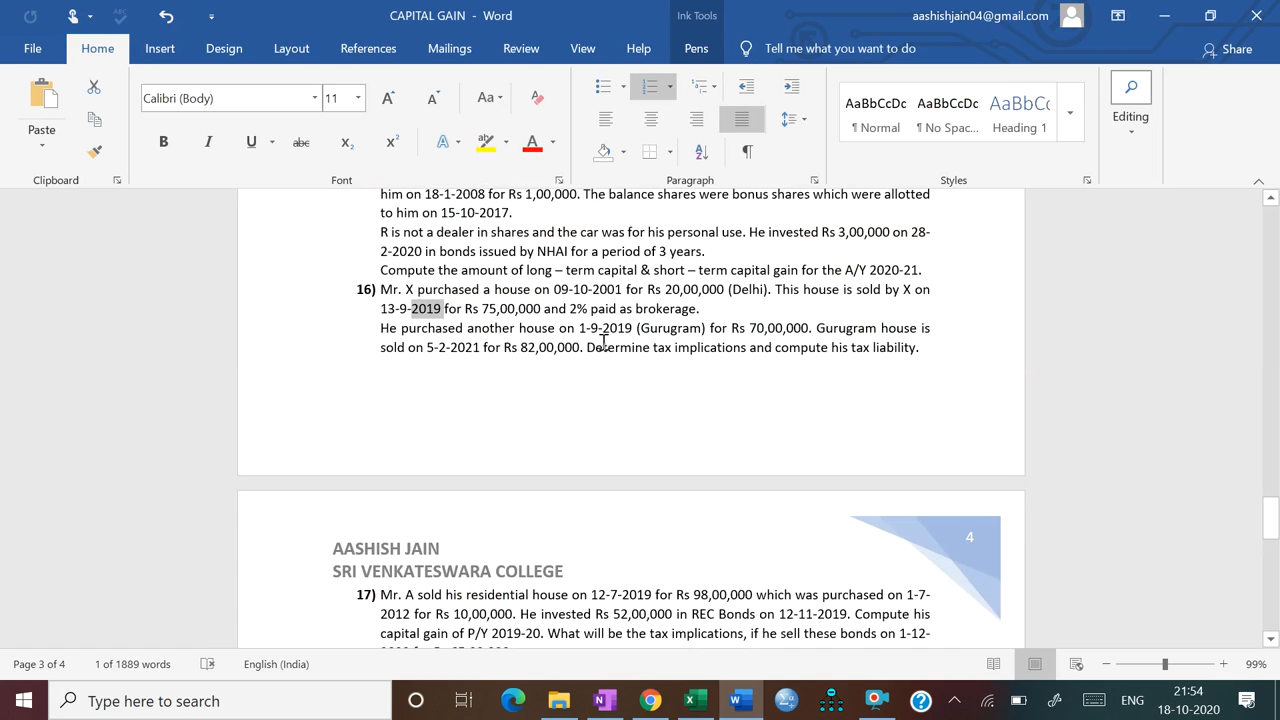 CAPITAL GAIN - Word
Ink Tools
aashishjain04@gmail.com
File Home Insert Design Layout References Mailings Review View Help Pens Tell me what you want to do Share
Calibri (Body) 11 Aa
AaBbCcDc AaBbCcDc AaBbCc
Paste
B I U abc x₂ x² A A
¶ Normal ¶ No Spac... Heading 1
Editing
Clipboard Font Paragraph Styles
him on 18-1-2008 for Rs 1,00,000. The balance shares were bonus shares which were allotted
to him on 15-10-2017.
R is not a dealer in shares and the car was for his personal use. He invested Rs 3,00,000 on 28-
2-2020 in bonds issued by NHAI for a period of 3 years.
Compute the amount of long – term capital & short – term capital gain for the A/Y 2020-21.
16) Mr. X purchased a house on 09-10-2001 for Rs 20,00,000 (Delhi). This house is sold by X on
13-9-2019 for Rs 75,00,000 and 2% paid as brokerage.
He purchased another house on 1-9-2019 (Gurugram) for Rs 70,00,000. Gurugram house is
sold on 5-2-2021 for Rs 82,00,000. Determine tax implications and compute his tax liability.
4
AASHISH JAIN
SRI VENKATESWARA COLLEGE
17) Mr. A sold his residential house on 12-7-2019 for Rs 98,00,000 which was purchased on 1-7-
2012 for Rs 10,00,000. He invested Rs 52,00,000 in REC Bonds on 12-11-2019. Compute his
capital gain of P/Y 2019-20. What will be the tax implications, if he sell these bonds on 1-12-
Page 3 of 4 1 of 1889 words English (India) 99%
Type here to search
ENG
21:54
18-10-2020